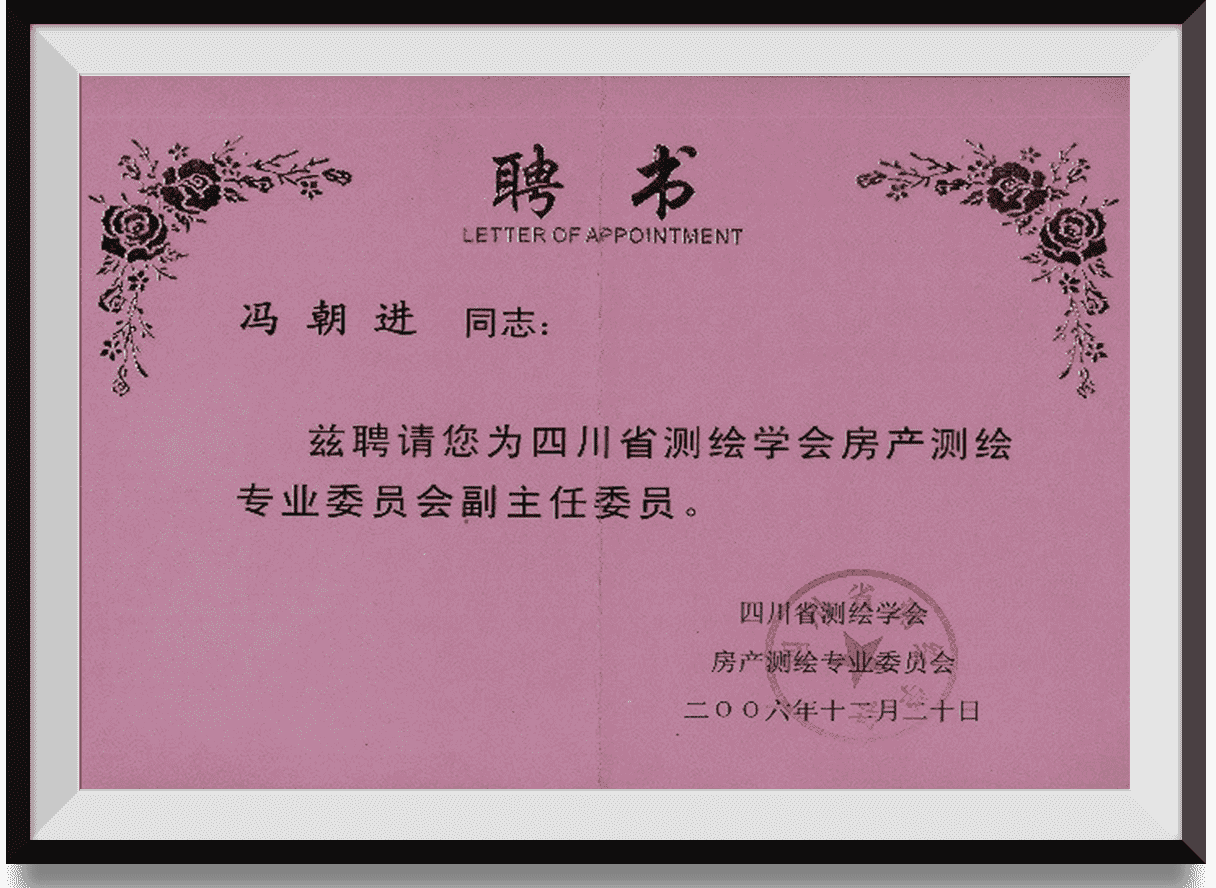 聘书
LETTER OF APPOINTMENT
冯朝进 同志：
兹聘请您为四川省测绘学会房产测绘
专业委员会副主任委员。
四川省测绘学会
房产测绘专业委员会
二〇〇六年十二月二十日